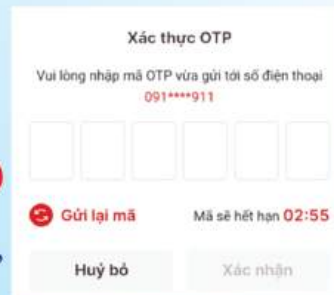 Xác thực OTP
Vui lòng nhập mã OTP vừa gửi tới số điện thoại
091****911
Gửi lại mã Mã sẽ hết hạn 02:55
Huỷ bỏ Xác nhận